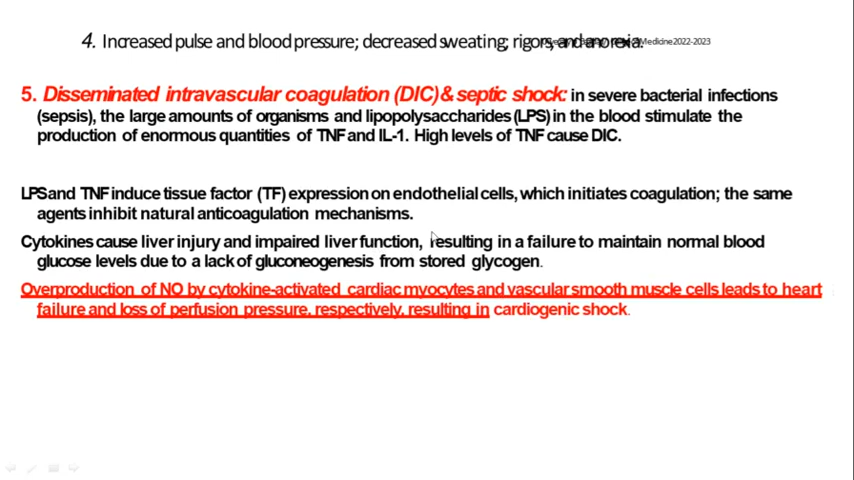 4. Increased pulse and blood pressure; decreased sweating; rigors, and anorexia.
Medicine2022-2023
5. Disseminated intravascular coagulation (DIC)& septic shock: in severe bacterial infections
(sepsis), the large amounts of organisms and lipopolysaccharides (LPS) in the blood stimulate the
production of enormous quantities of TNF and IL-1. High levels of TNF cause DIC.
LPS and TNF induce tissue factor (TF) expression on endothelial cells, which initiates coagulation; the same
agents inhibit natural anticoagulation mechanisms.
Cytokines cause liver injury and impaired liver function, resulting in a failure to maintain normal blood
glucose levels due to a lack of gluconeogenesis from stored glycogen.
Overproduction of NO by cytokine-activated cardiac myocytes and vascular smooth muscle cells leads to heart
failure and loss of perfusion pressure, respectively, resulting in cardiogenic shock.